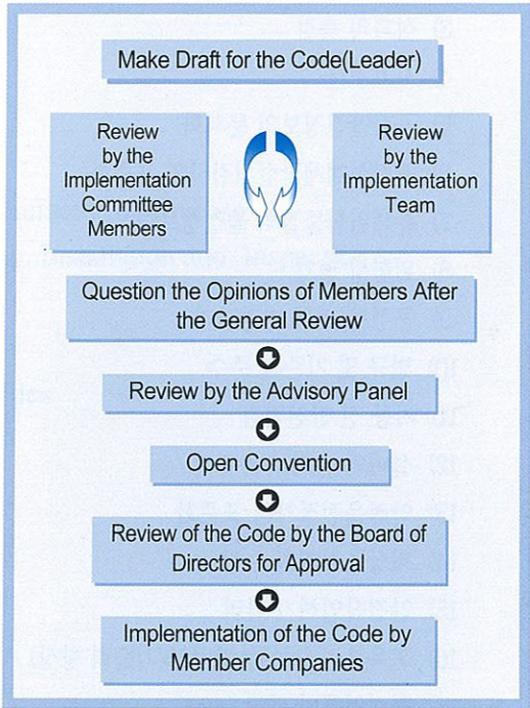 Make Draft for the Code(Leader)
Review
by the
Implementation
Committee
Members
Review
by the
Implementation
Team
Question the Opinions of Members After
the General Review
Review by the Advisory Panel
Open Convention
Review of the Code by the Board of
Directors for Approval
Implementation of the Code by
Member Companies